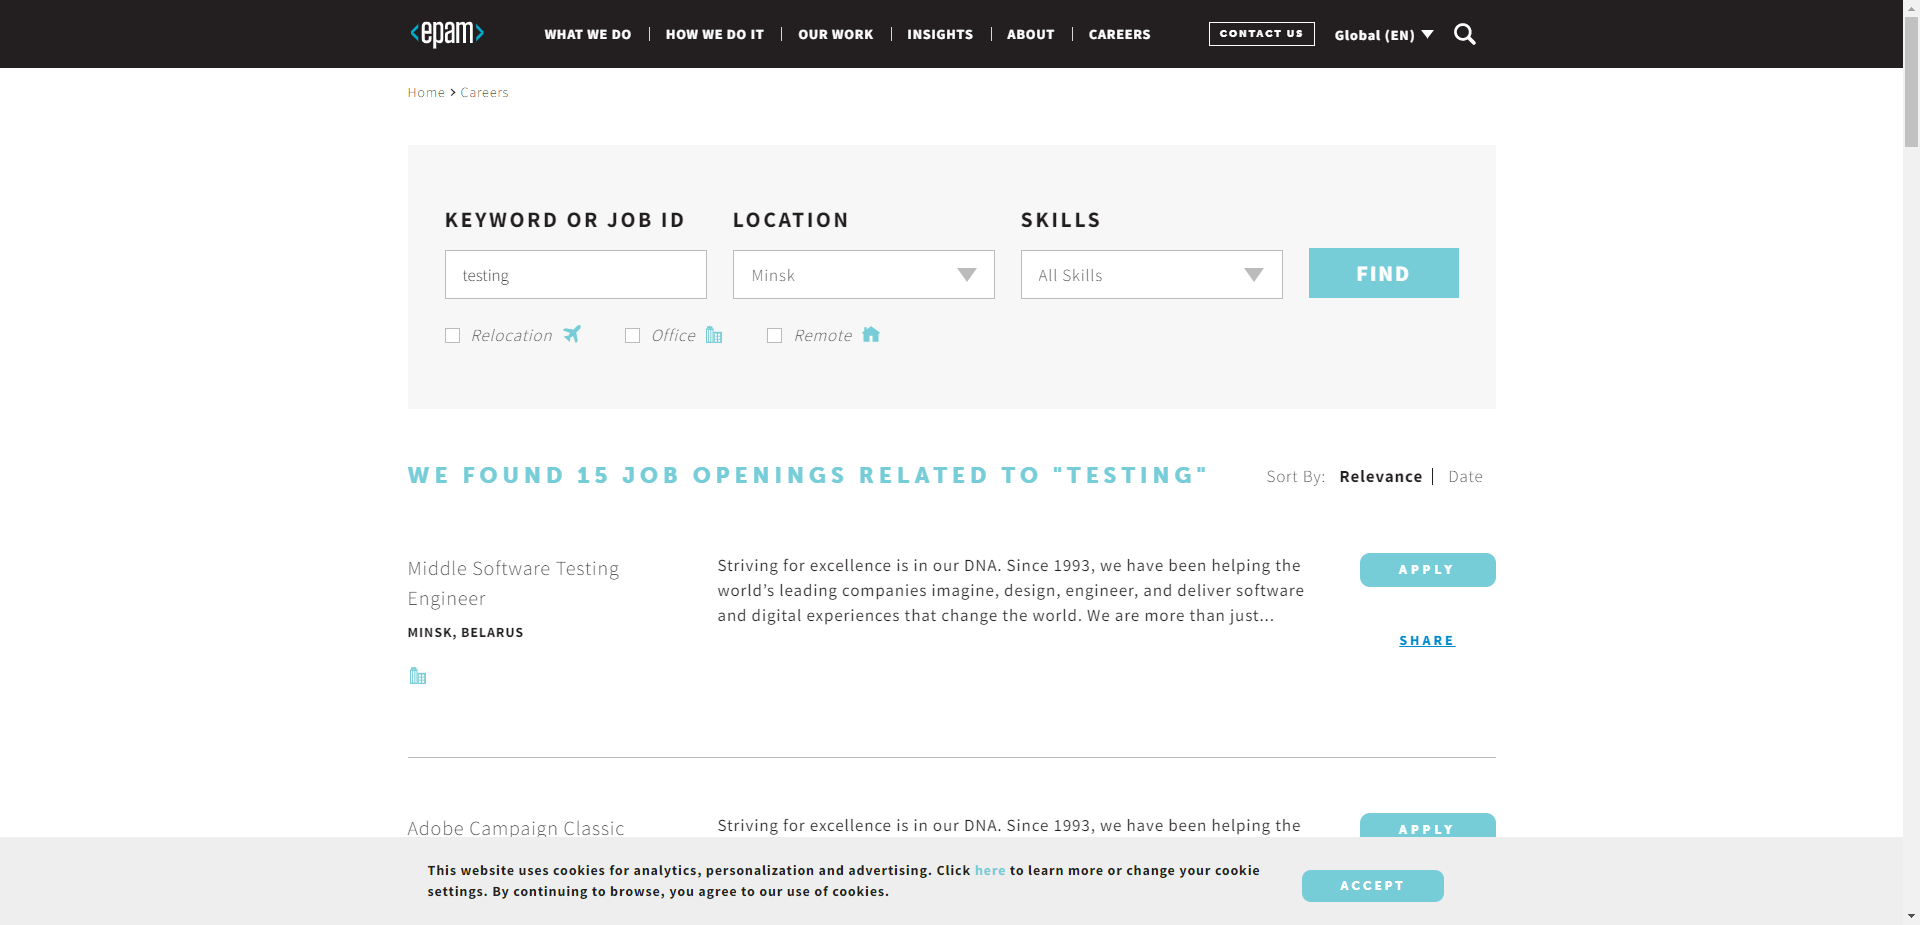 <epam>
WHAT WE DO | HOW WE DO IT | OUR WORK | INSIGHTS | ABOUT | CAREERS
CONTACT US
Global (EN)
Home > Careers
KEYWORD OR JOB ID
LOCATION
SKILLS
testing
Minsk
All Skills
FIND
Relocation
Office
Remote
WE FOUND 15 JOB OPENINGS RELATED TO "TESTING"
Sort By: Relevance | Date
Middle Software Testing
Engineer
MINSK, BELARUS
Striving for excellence is in our DNA. Since 1993, we have been helping the
world’s leading companies imagine, design, engineer, and deliver software
and digital experiences that change the world. We are more than just...
APPLY
SHARE
Adobe Campaign Classic
Striving for excellence is in our DNA. Since 1993, we have been helping the
APPLY
This website uses cookies for analytics, personalization and advertising. Click here to learn more or change your cookie
settings. By continuing to browse, you agree to our use of cookies.
ACCEPT